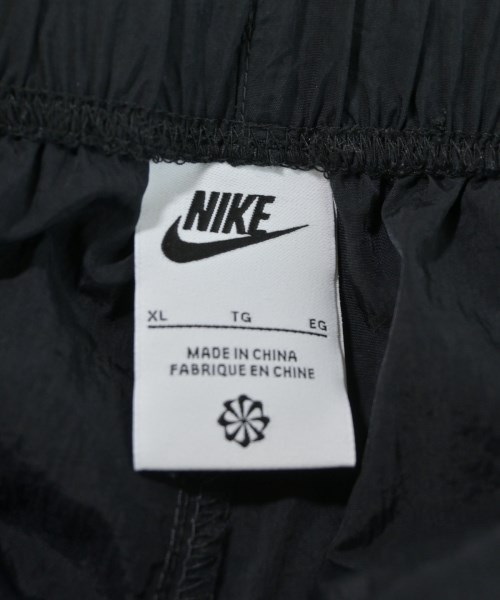 NIKE
XL TG EG
MADE IN CHINA
FABRIQUE EN CHINE